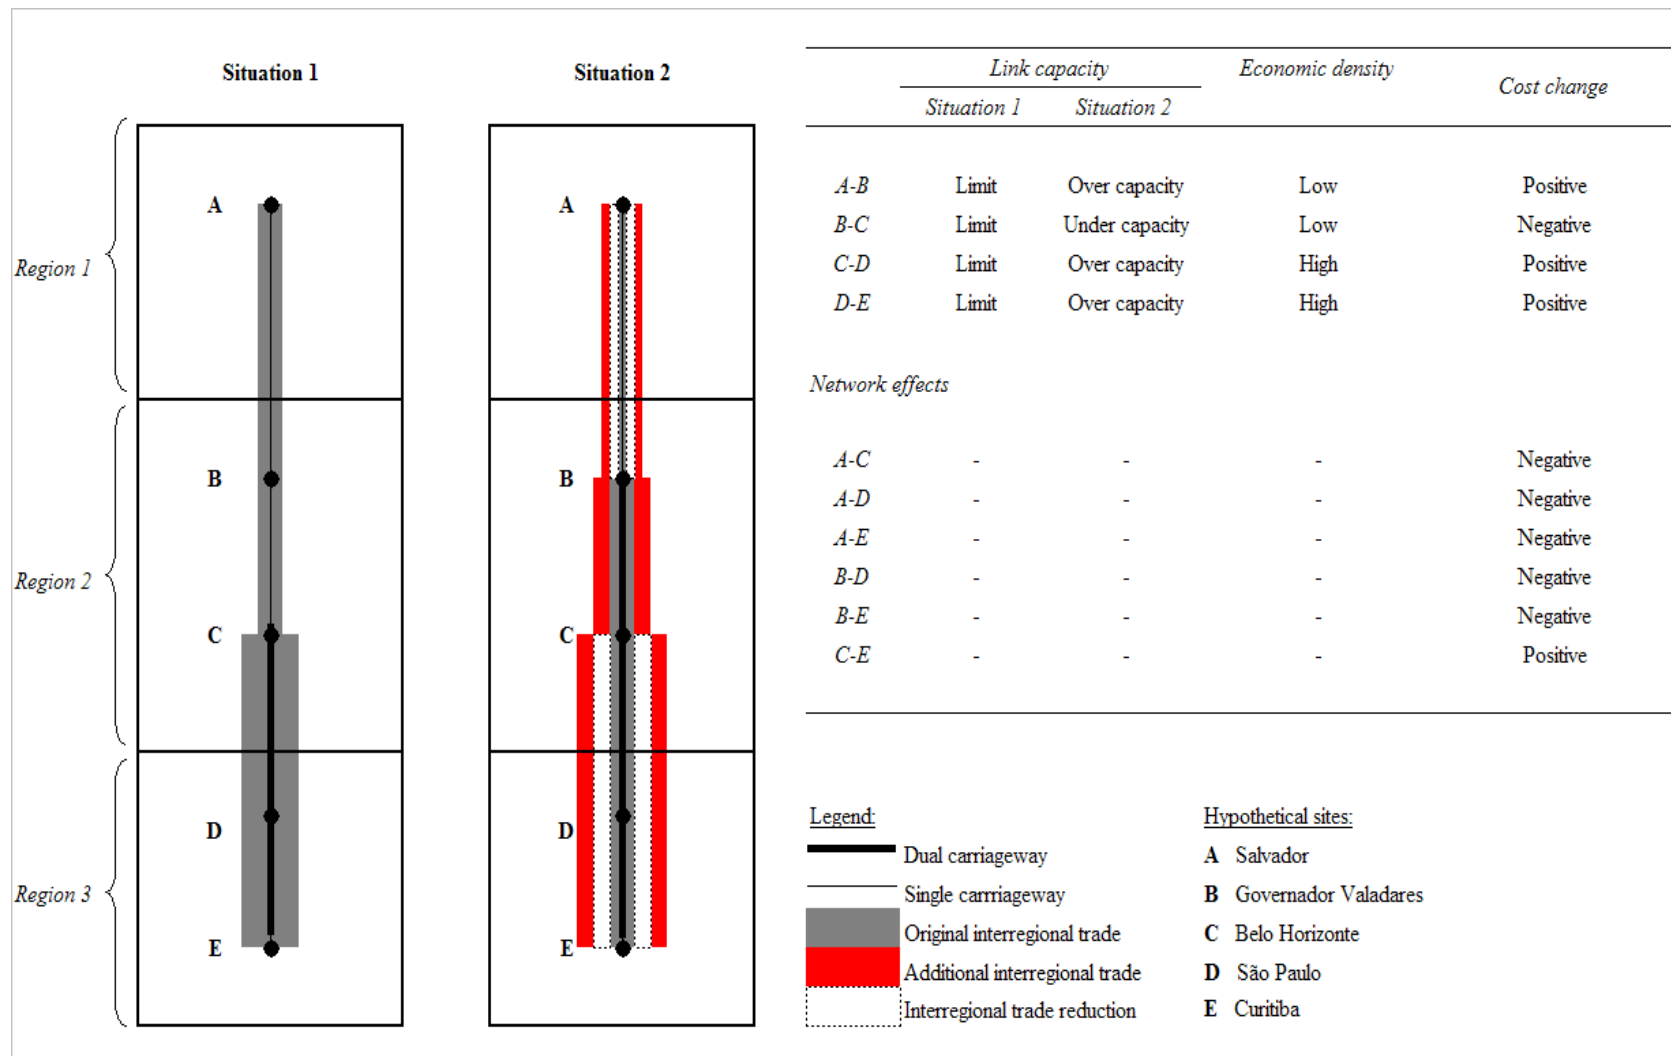 Situation 1
Situation 2
Region 1
Region 2
Region 3
A
B
C
D
E
A
B
C
D
E
Link capacity Economic density Cost change
Situation 1 Situation 2
A-B Limit Over capacity Low Positive
B-C Limit Under capacity Low Negative
C-D Limit Over capacity High Positive
D-E Limit Over capacity High Positive
Network effects
A-C - - - Negative
A-D - - - Negative
A-E - - - Negative
B-D - - - Negative
B-E - - - Negative
C-E - - - Positive
Legend:
Dual carriageway
Single carrriageway
Original interregional trade
Additional interregional trade
Interregional trade reduction
Hypothetical sites:
A Salvador
B Governador Valadares
C Belo Horizonte
D São Paulo
E Curitiba